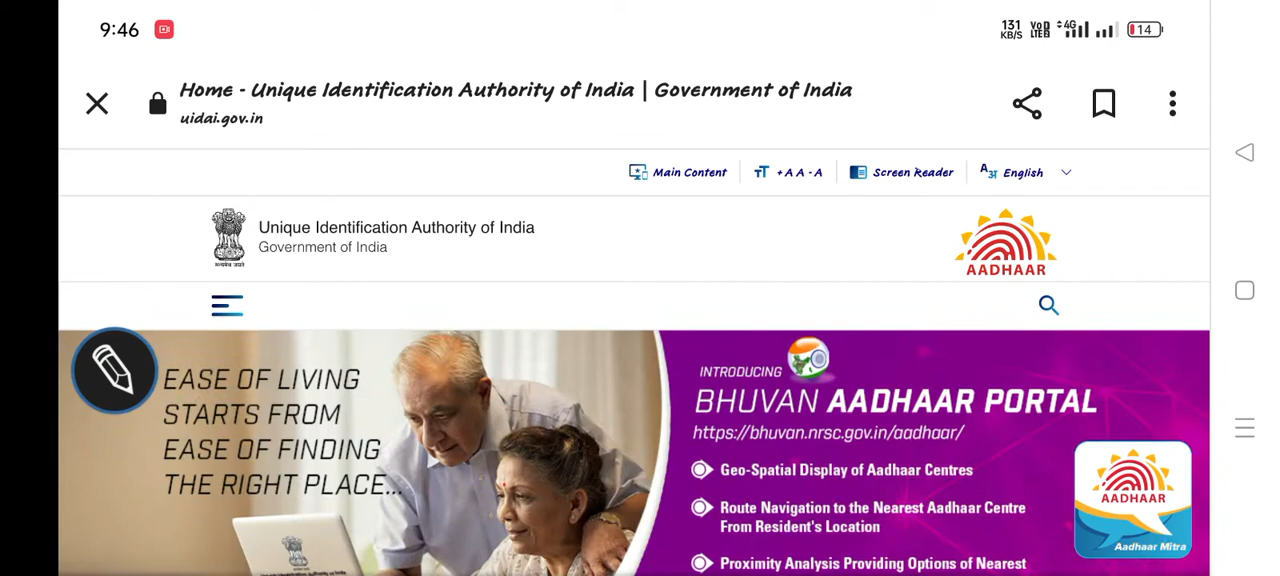 9:46
131 KB/S VoD LTE 4G 14
Home - Unique Identification Authority of India | Government of India
uidai.gov.in
Main Content
+A A -A
Screen Reader
English
Unique Identification Authority of India
Government of India
सत्यमेव जयते
AADHAAR
EASE OF LIVING
STARTS FROM
EASE OF FINDING
THE RIGHT PLACE...
INTRODUCING
BHUVAN AADHAAR PORTAL
https://bhuvan.nrsc.gov.in/aadhaar/
Geo-Spatial Display of Aadhaar Centres
Route Navigation to the Nearest Aadhaar Centre
From Resident's Location
Proximity Analysis Providing Options of Nearest
AADHAAR
Aadhaar Mitra